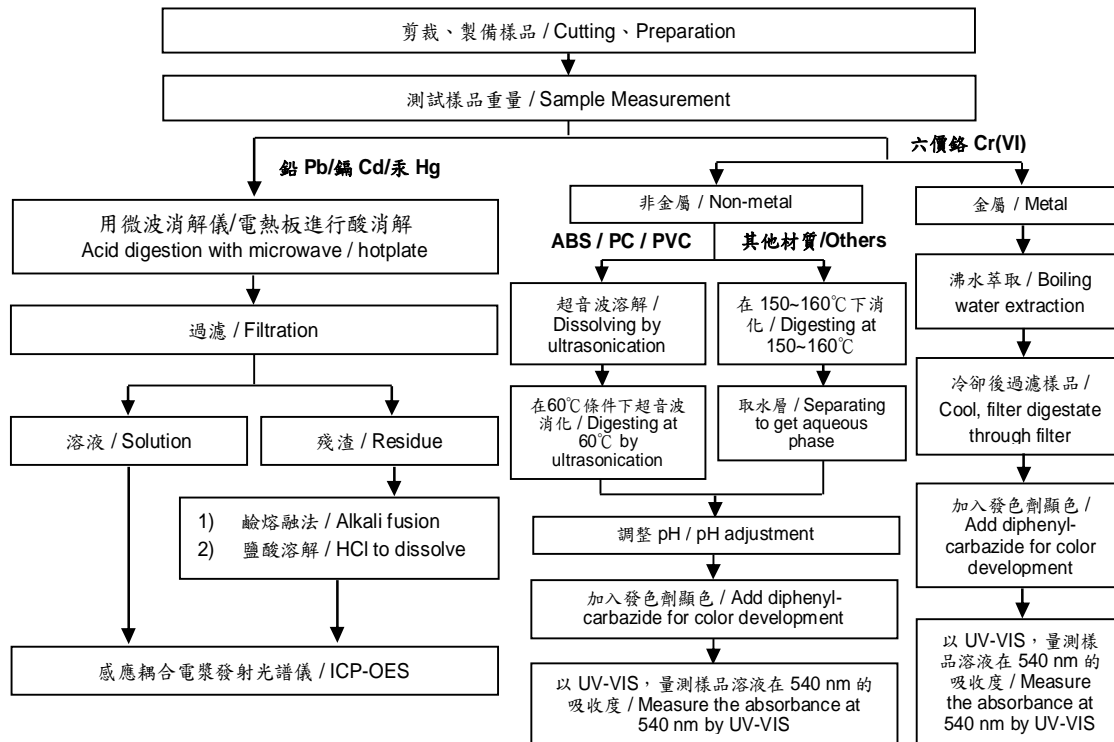 剪裁、製備樣品 / Cutting、Preparation
測試樣品重量 / Sample Measurement
鉛 Pb/鎘 Cd/汞 Hg
用微波消解儀/電熱板進行酸消解
Acid digestion with microwave / hotplate
過濾 / Filtration
溶液 / Solution
殘渣 / Residue
1) 鹼熔融法 / Alkali fusion
2) 鹽酸溶解 / HCl to dissolve
感應耦合電漿發射光譜儀 / ICP-OES
六價鉻 Cr(VI)
非金屬 / Non-metal
ABS / PC / PVC
超音波溶解 /
Dissolving by
ultrasonication
在60℃條件下超音波
消化 / Digesting at
60℃ by
ultrasonication
其他材質/Others
在 150~160℃下消
化 / Digesting at
150~160℃
取水層 / Separating
to get aqueous
phase
調整 pH / pH adjustment
加入發色劑顯色 / Add diphenyl-
carbazide for color development
以 UV-VIS，量測樣品溶液在 540 nm 的
吸收度 / Measure the absorbance at
540 nm by UV-VIS
金屬 / Metal
沸水萃取 / Boiling
water extraction
冷卻後過濾樣品 /
Cool, filter digestate
through filter
加入發色劑顯色 /
Add diphenyl-
carbazide for color
development
以 UV-VIS，量測樣
品溶液在 540 nm 的
吸收度 / Measure
the absorbance at
540 nm by UV-VIS